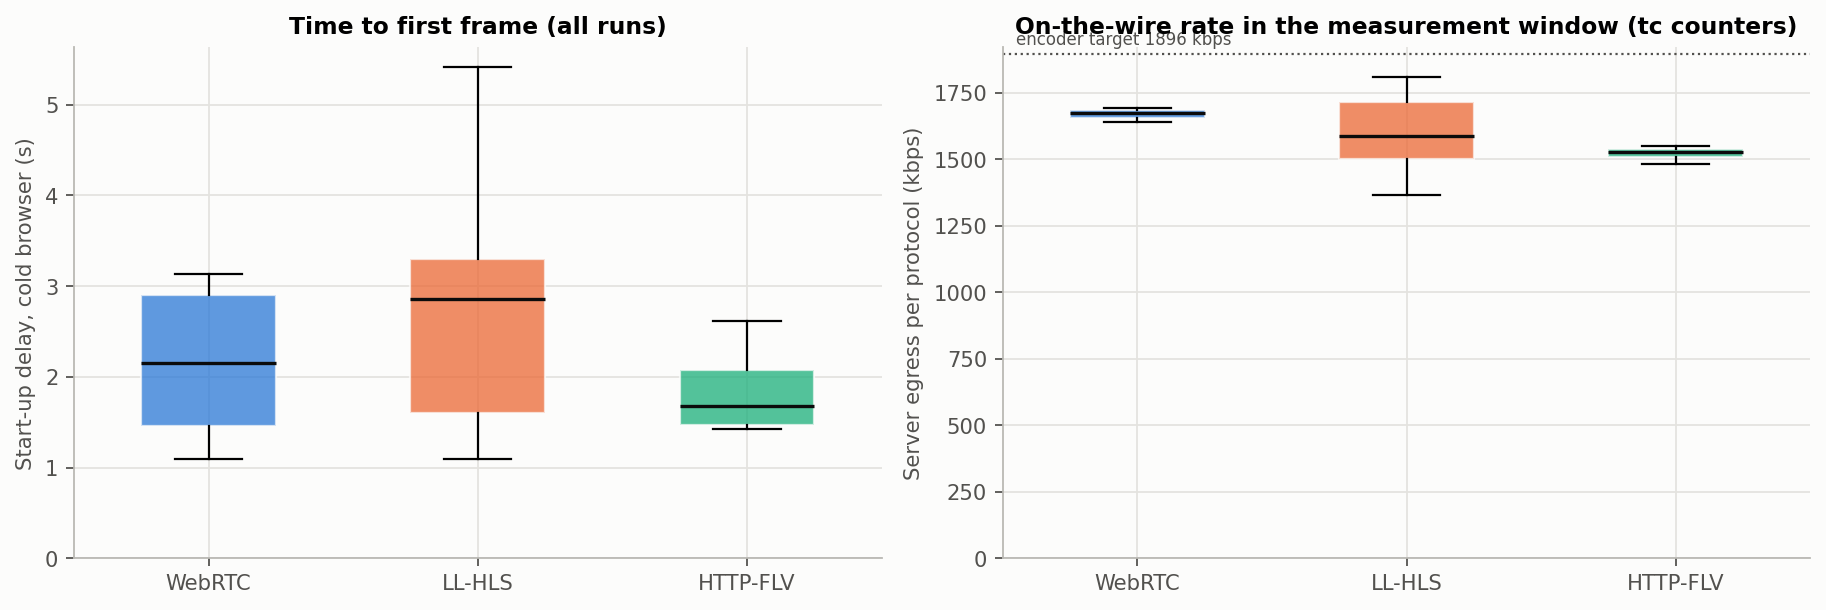 Time to first frame (all runs)
Start-up delay, cold browser (s)
5
4
3
2
1
0
WebRTC
LL-HLS
HTTP-FLV
On-the-wire rate in the measurement window (tc counters)
encoder target 1896 kbps
Server egress per protocol (kbps)
1750
1500
1250
1000
750
500
250
0
WebRTC
LL-HLS
HTTP-FLV